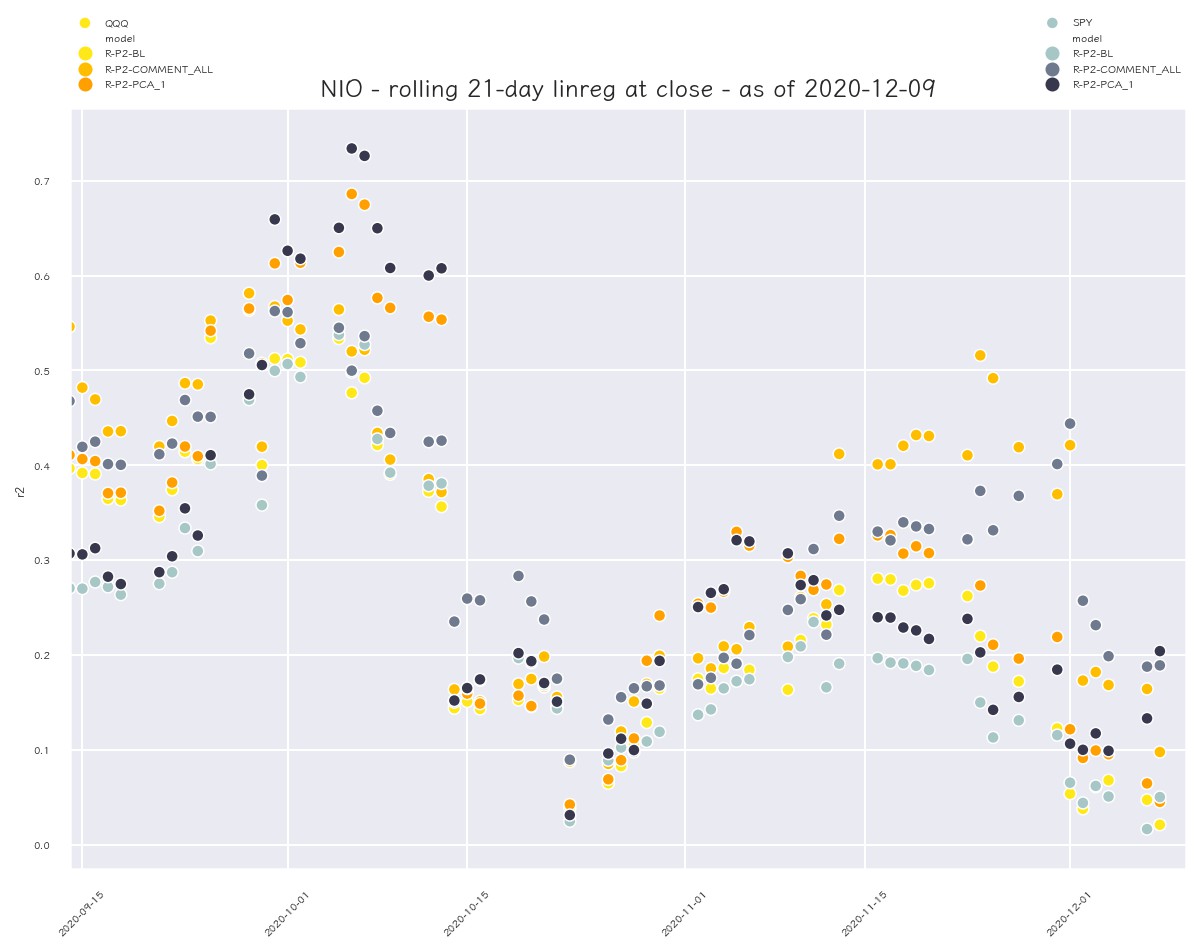 QQQ
model
R-P2-BL
R-P2-COMMENT_ALL
R-P2-PCA_1
SPY
model
R-P2-BL
R-P2-COMMENT_ALL
R-P2-PCA_1
NIO - rolling 21-day linreg at close - as of 2020-12-09
0.7
0.6
0.5
0.4
0.3
0.2
0.1
0.0
r2
2020-09-15
2020-10-01
2020-10-15
2020-11-01
2020-11-15
2020-12-01